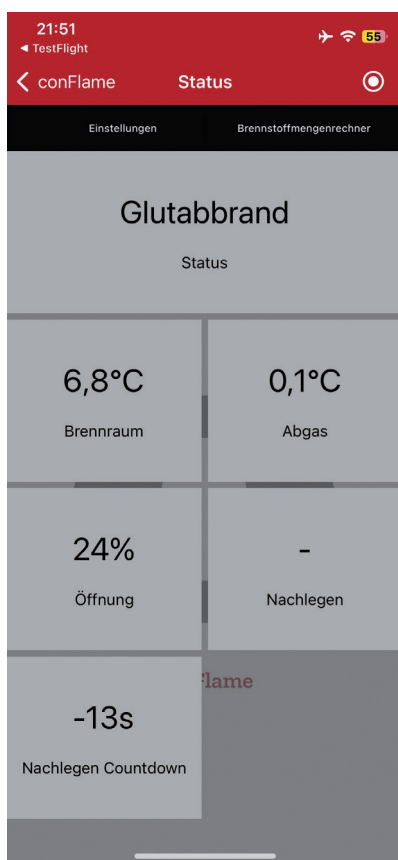 21:51
◄ TestFlight
55
conFlame
Status
Einstellungen
Brennstoffmengenrechner
Glutabbrand
Status
6,8°C
Brennraum
0,1°C
Abgas
24%
Öffnung
-
Nachlegen
Flame
-13s
Nachlegen Countdown